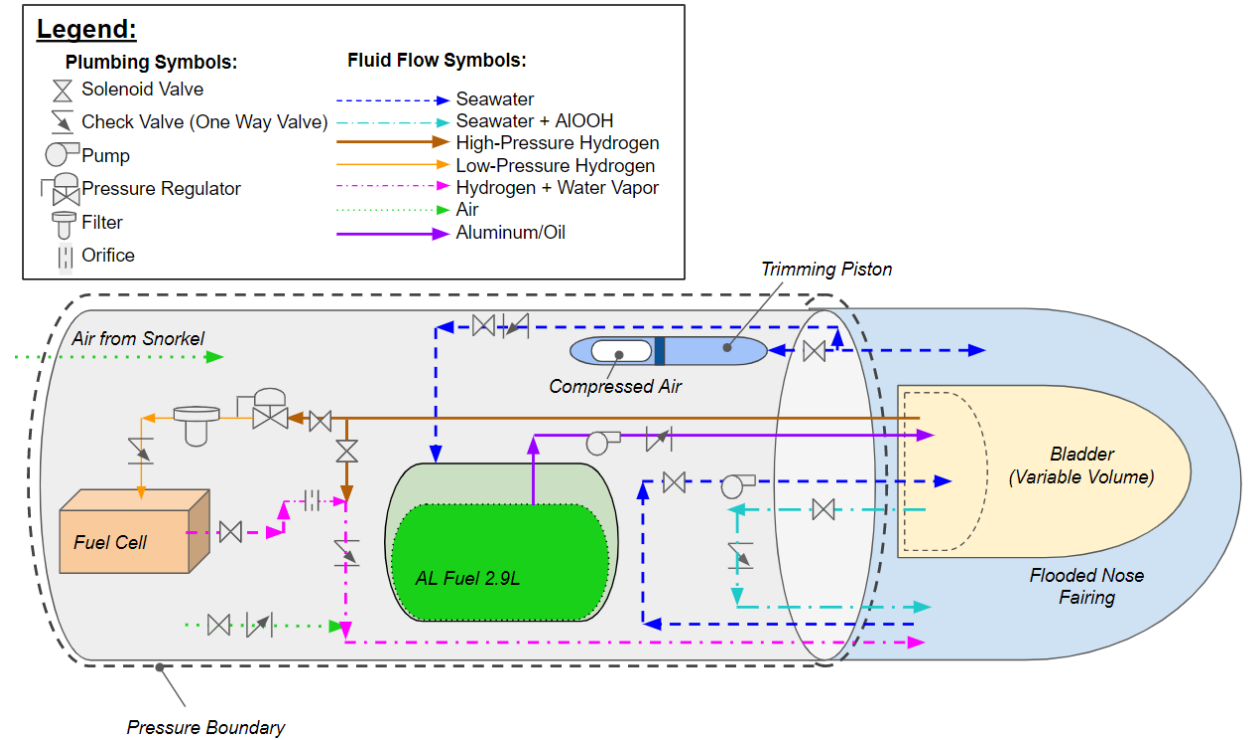 Legend:
Plumbing Symbols:
Solenoid Valve
Check Valve (One Way Valve)
Pump
Pressure Regulator
Filter
Orifice
Fluid Flow Symbols:
Seawater
Seawater + AlOOH
High-Pressure Hydrogen
Low-Pressure Hydrogen
Hydrogen + Water Vapor
Air
Aluminum/Oil
Trimming Piston
Air from Snorkel
Compressed Air
Bladder
(Variable Volume)
Fuel Cell
AL Fuel 2.9L
Flooded Nose
Fairing
Pressure Boundary